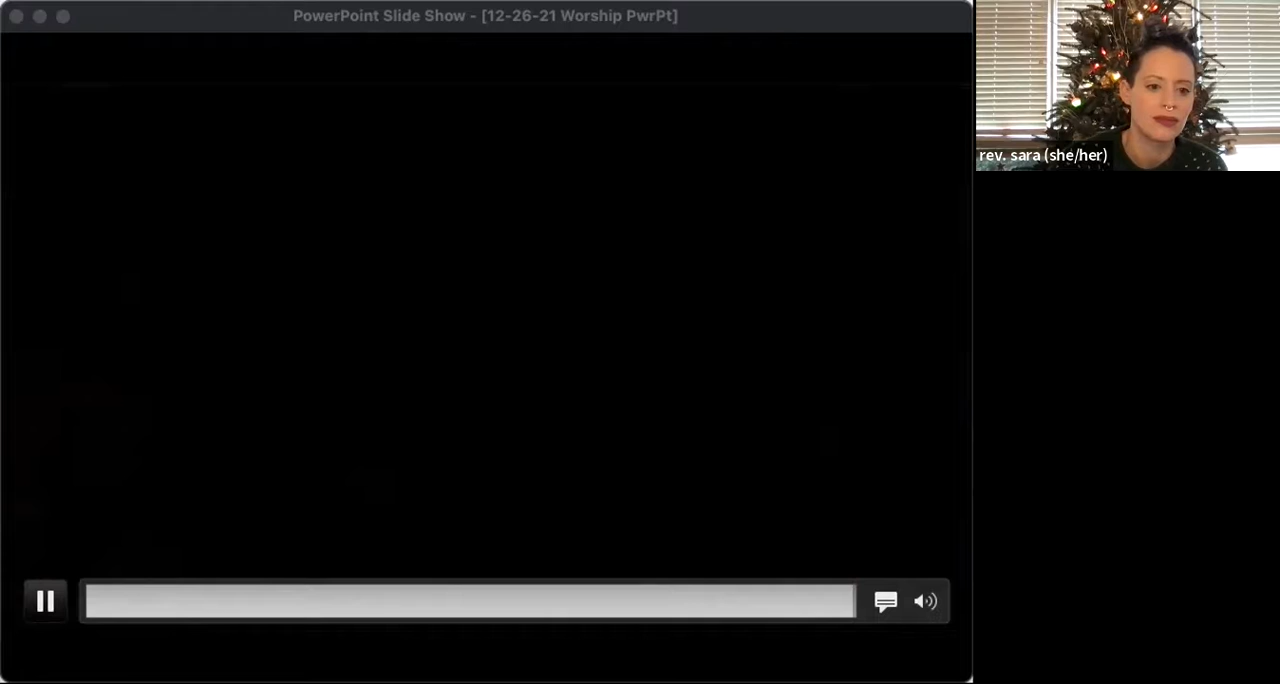 PowerPoint Slide Show - [12-26-21 Worship PwrPt]
rev. sara (she/her)